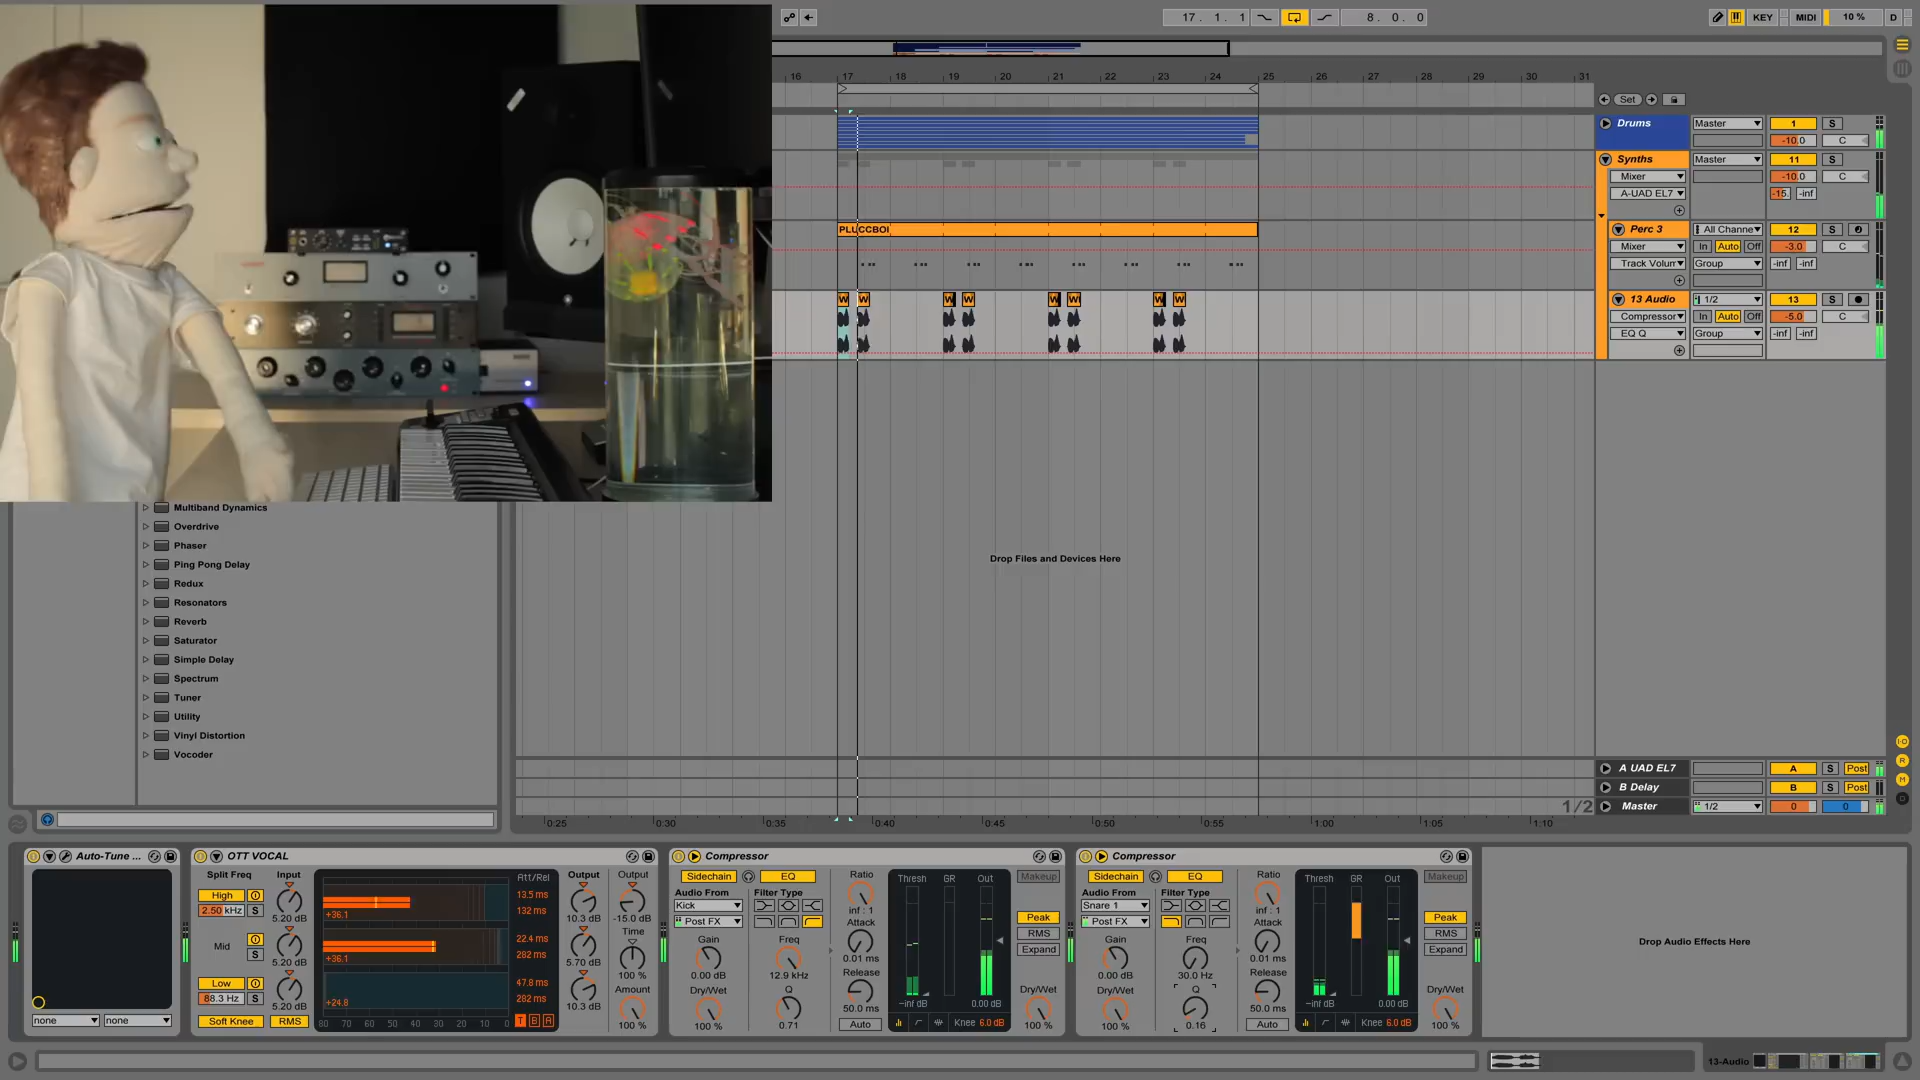 17. 1. 1
8. 0. 0
KEY
MIDI
10 %
D
16 17 18 19 20 21 22 23 24 25 26 27 28 29 30 31
Set
Drums
Master
1
S
-10.0
C
Synths
Master
11
S
Mixer
-10.0
C
A-UAD EL7
-15.
-inf
PLUCCBOI
Perc 3
All Channe
12
S
Mixer
In
Auto
Off
-3.0
C
Track Volum
Group
-inf
-inf
W W W W W W W W
13 Audio
1/2
13
S
Compressor
In
Auto
Off
-5.0
C
EQ Q
Group
-inf
-inf
Multiband Dynamics
Overdrive
Phaser
Ping Pong Delay
Redux
Resonators
Reverb
Saturator
Simple Delay
Spectrum
Tuner
Utility
Vinyl Distortion
Vocoder
Drop Files and Devices Here
A UAD EL7
A
S
Post
B Delay
B
S
Post
1/2
Master
1/2
0
0
0:25 0:30 0:35 0:40 0:45 0:50 0:55 1:00 1:05 1:10
Auto-Tune ...
none
none
OTT VOCAL
Split Freq
Input
Att/Rel
Output
Output
High
2.50 kHz
S
5.20 dB
+36.1
13.5 ms
132 ms
10.3 dB
-15.0 dB
Time
Mid
S
5.20 dB
+36.1
22.4 ms
282 ms
5.70 dB
100 %
Low
88.3 Hz
S
5.20 dB
+24.8
47.8 ms
282 ms
10.3 dB
Amount
100 %
Soft Knee
RMS
80 70 60 50 40 30 20 10 0
T B A
Compressor
Sidechain
EQ
Audio From
Kick
Post FX
Filter Type
Gain
0.00 dB
Freq
12.9 kHz
Dry/Wet
100 %
Q
0.71
Ratio
inf : 1
Attack
0.01 ms
Release
50.0 ms
Auto
Thresh
GR
Out
-inf dB
0.00 dB
Knee 6.0 dB
Makeup
Peak
RMS
Expand
Dry/Wet
100 %
Compressor
Sidechain
EQ
Audio From
Snare 1
Post FX
Filter Type
Gain
0.00 dB
Freq
30.0 Hz
Dry/Wet
100 %
Q
0.16
Ratio
inf : 1
Attack
0.01 ms
Release
50.0 ms
Auto
Thresh
GR
Out
-inf dB
0.00 dB
Knee 6.0 dB
Makeup
Peak
RMS
Expand
Dry/Wet
100 %
Drop Audio Effects Here
13-Audio